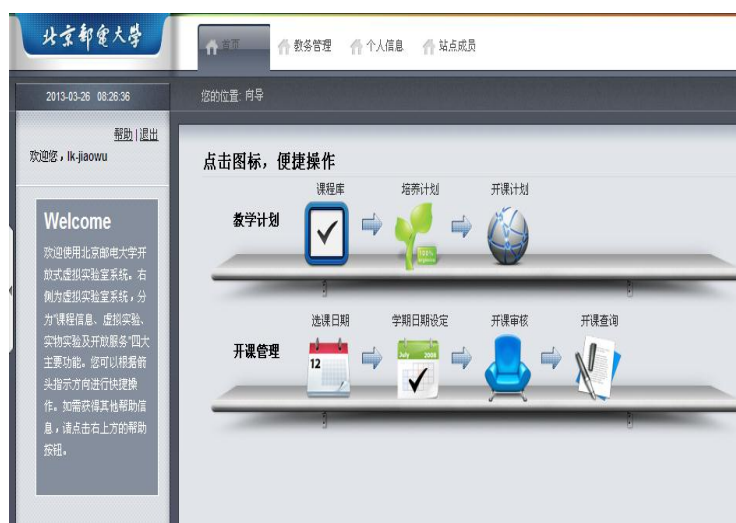 北京邮电大学
首页
教务管理
个人信息
站点成员
2013-03-26 08:26:36
您的位置: 向导
帮助 | 退出
欢迎您，lk-jiaowu
Welcome
欢迎使用北京邮电大学开
放式虚拟实验室系统。右
侧为虚拟实验室系统，分
为“课程信息、虚拟实验、
实物实验及开放服务”四大
主要功能。您可以根据箭
头指示方向进行快捷操
作。如需获得其他帮助信
息，请点击右上方的帮助
按钮。
点击图标，便捷操作
教学计划
课程库
培养计划
开课计划
100%
开课管理
选课日期
学期日期设定
开课审核
开课查询
12
July 2008